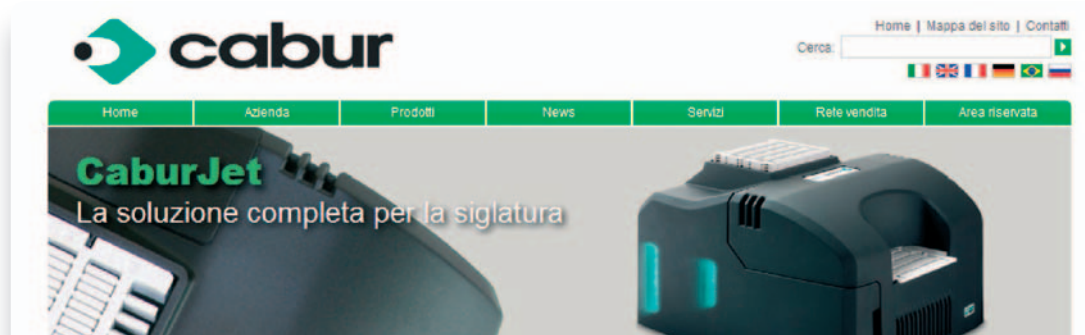 cabur
Home | Mappa del sito | Contatti
Cerca:
Home Azienda Prodotti News Servizi Rete vendita Area riservata
CaburJet
La soluzione completa per la siglatura